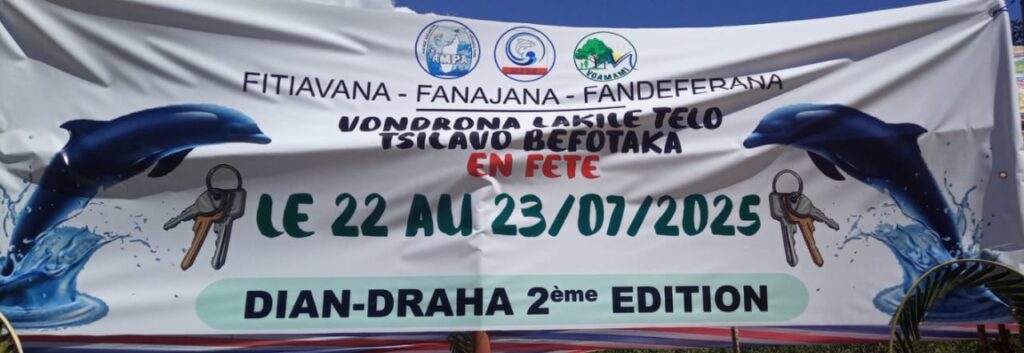 AMPA
VOAMAMI
FITIAVANA - FANAJANA - FANDEFERANA
VONDRONA LAKILE TELO
TSILAVO BEFOTAKA
EN FETE
LE 22 AU 23/07/2025
DIAN-DRAHA 2ème EDITION